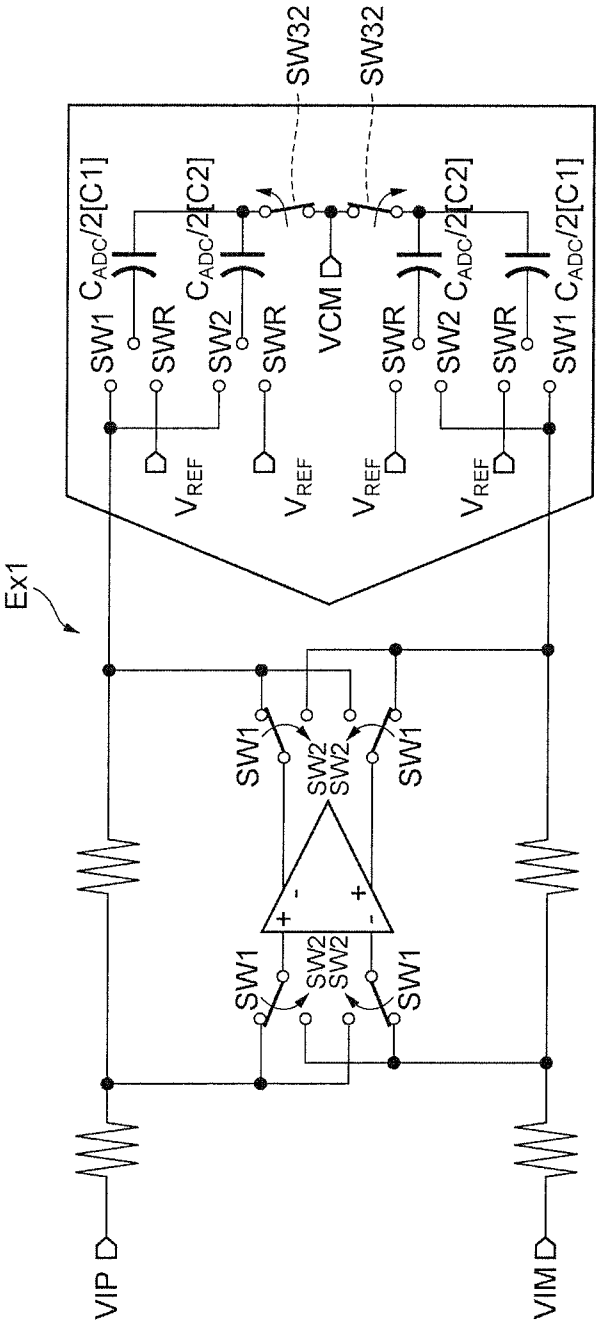 Ex1
VIP
VIM
SW1
SW2
SW2
SW1
+
-
-
+
SW1
SW2
SW2
SW1
SW1
SWR
C_ADC/2[C1]
V_REF
SW2
SWR
C_ADC/2[C2]
V_REF
VCM
SW32
SW32
SWR
SW2
C_ADC/2[C2]
V_REF
SWR
SW1
C_ADC/2[C1]
V_REF